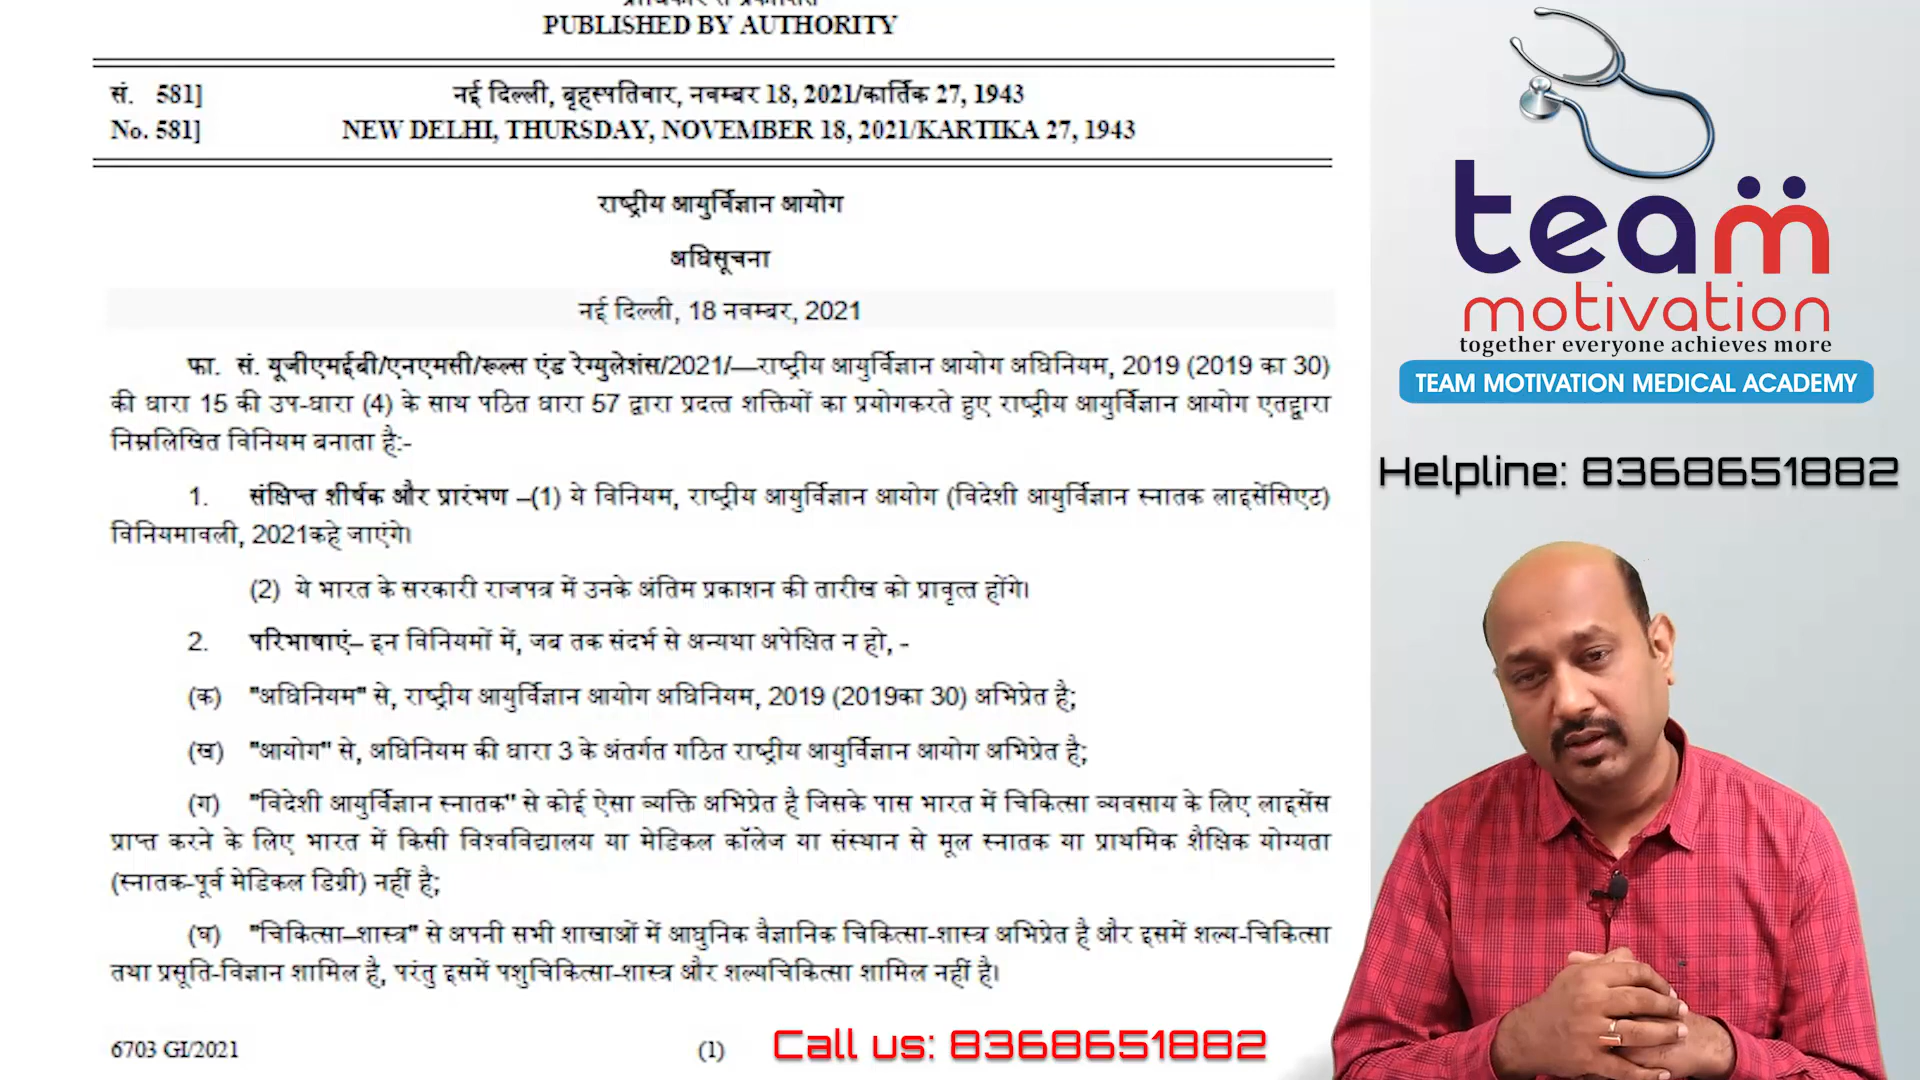 PUBLISHED BY AUTHORITY
सं. 581]
नई दिल्ली, बृहस्पतिवार, नवम्बर 18, 2021/कार्तिक 27, 1943
No. 581]
NEW DELHI, THURSDAY, NOVEMBER 18, 2021/KARTIKA 27, 1943
राष्ट्रीय आयुर्विज्ञान आयोग
अधिसूचना
नई दिल्ली, 18 नवम्बर, 2021
फा. सं. यूजीएमईबी/एनएमसी/रूल्स एंड रेग्युलेशंस/2021/—राष्ट्रीय आयुर्विज्ञान आयोग अधिनियम, 2019 (2019 का 30)
की धारा 15 की उप-धारा (4) के साथ पठित धारा 57 द्वारा प्रदत्त शक्तियों का प्रयोगकरते हुए राष्ट्रीय आयुर्विज्ञान आयोग एतद्वारा
निम्नलिखित विनियम बनाता है:-
1. संक्षिप्त शीर्षक और प्रारंभण –(1) ये विनियम, राष्ट्रीय आयुर्विज्ञान आयोग (विदेशी आयुर्विज्ञान स्नातक लाइसेंसिएट)
विनियमावली, 2021कहे जाएंगे।
(2) ये भारत के सरकारी राजपत्र में उनके अंतिम प्रकाशन की तारीख को प्रावृत्त होंगे।
2. परिभाषाएं– इन विनियमों में, जब तक संदर्भ से अन्यथा अपेक्षित न हो, -
(क) "अधिनियम" से, राष्ट्रीय आयुर्विज्ञान आयोग अधिनियम, 2019 (2019का 30) अभिप्रेत है;
(ख) "आयोग" से, अधिनियम की धारा 3 के अंतर्गत गठित राष्ट्रीय आयुर्विज्ञान आयोग अभिप्रेत है;
(ग) "विदेशी आयुर्विज्ञान स्नातक" से कोई ऐसा व्यक्ति अभिप्रेत है जिसके पास भारत में चिकित्सा व्यवसाय के लिए लाइसेंस
प्राप्त करने के लिए भारत में किसी विश्वविद्यालय या मेडिकल कॉलेज या संस्थान से मूल स्नातक या प्राथमिक शैक्षिक योग्यता
(स्नातक-पूर्व मेडिकल डिग्री) नहीं है;
(घ) "चिकित्सा–शास्त्र" से अपनी सभी शाखाओं में आधुनिक वैज्ञानिक चिकित्सा-शास्त्र अभिप्रेत है और इसमें शल्य-चिकित्सा
तथा प्रसूति-विज्ञान शामिल है, परंतु इसमें पशुचिकित्सा-शास्त्र और शल्यचिकित्सा शामिल नहीं है।
6703 GI/2021
(1)
Call us: 8368651882
team
motivation
together everyone achieves more
TEAM MOTIVATION MEDICAL ACADEMY
Helpline: 8368651882